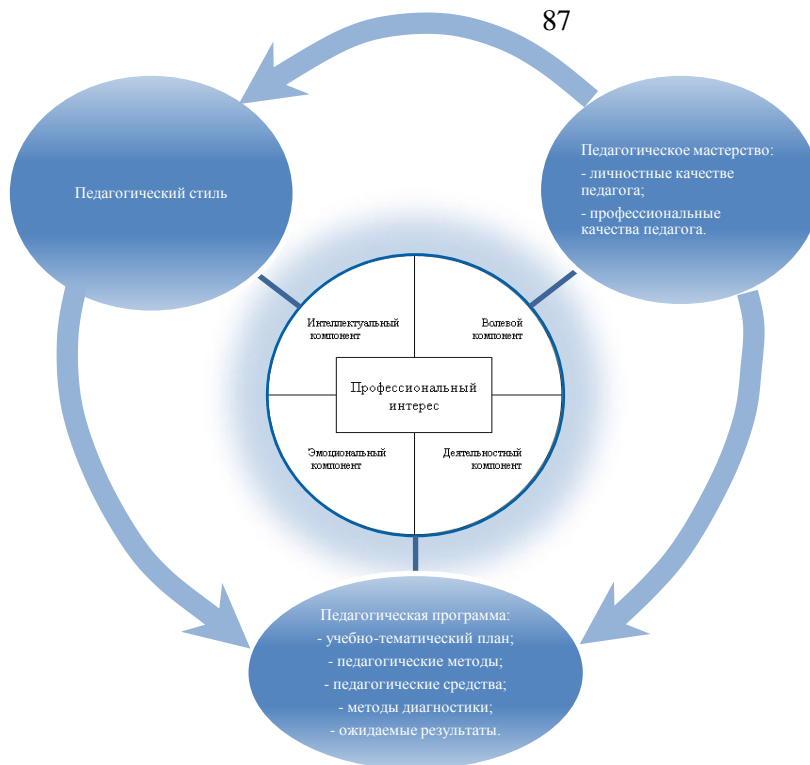 87
Педагогический стиль
Педагогическое мастерство:
- личностные качестве
педагога;
- профессиональные
качества педагога.
Интеллектуальный
компонент
Волевой
компонент
Профессиональный
интерес
Эмоциональный
компонент
Деятельностный
компонент
Педагогическая программа:
- учебно-тематический план;
- педагогические методы;
- педагогические средства;
- методы диагностики;
- ожидаемые результаты.